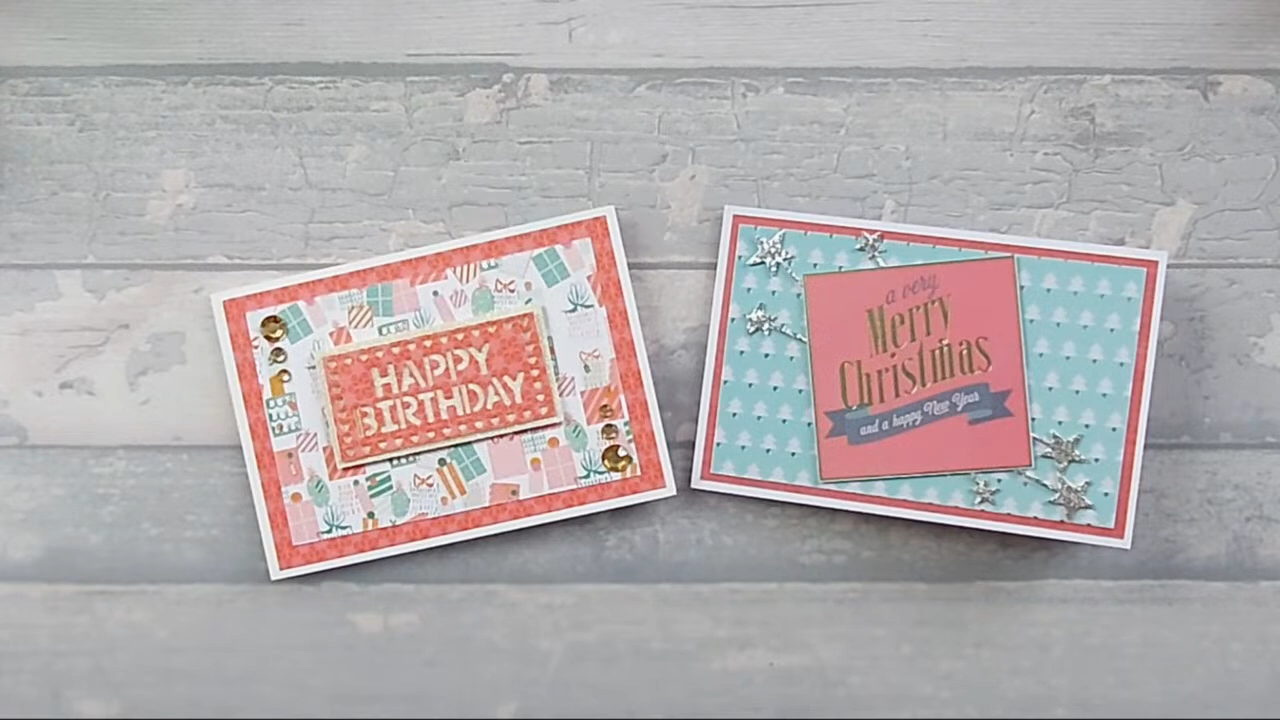 HAPPY
BIRTHDAY
a very
Merry
Christmas
and a happy New Year